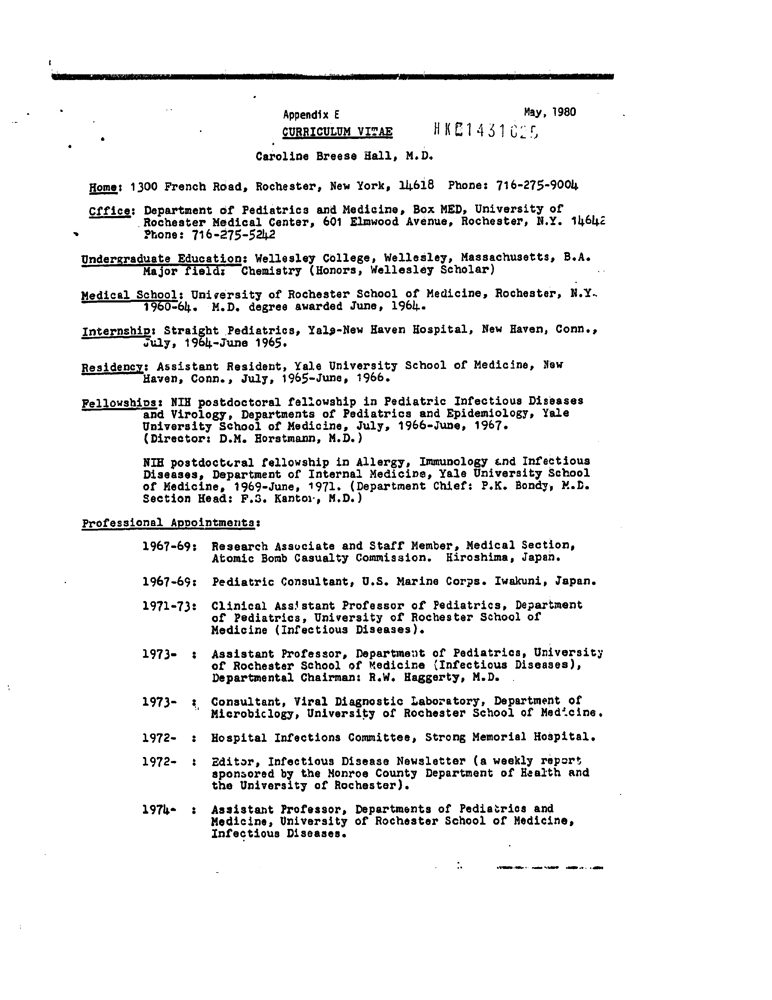 Appendix E May, 1980
CURRICULUM VITAE
Caroline Breese Hall, M.D.
Home: 1300 French Road, Rochester, New York, 14618 Phone: 716-275-9004
Office: Department of Pediatrics and Medicine, Box MED, University of
Rochester Medical Center, 601 Elmwood Avenue, Rochester, N.Y. 14642
Phone: 716-275-5242
Undergraduate Education: Wellesley College, Wellesley, Massachusetts, B.A.
Major field: Chemistry (Honors, Wellesley Scholar)
Medical School: University of Rochester School of Medicine, Rochester, N.Y.
1960-64. M.D. degree awarded June, 1964.
Internship: Straight Pediatrics, Yale-New Haven Hospital, New Haven, Conn.,
July, 1964-June 1965.
Residency: Assistant Resident, Yale University School of Medicine, New
Haven, Conn., July, 1965-June, 1966.
Fellowships: NIH postdoctoral fellowship in Pediatric Infectious Diseases
and Virology, Departments of Pediatrics and Epidemiology, Yale
University School of Medicine, July, 1966-June, 1967.
(Director: D.M. Horstmann, M.D.)
NIH postdoctoral fellowship in Allergy, Immunology and Infectious
Diseases, Department of Internal Medicine, Yale University School
of Medicine, 1969-June, 1971. (Department Chief: P.K. Bondy, M.D.
Section Head: F.S. Kantor, M.D.)
Professional Appointments:
1967-69: Research Associate and Staff Member, Medical Section,
Atomic Bomb Casualty Commission. Hiroshima, Japan.
1967-69: Pediatric Consultant, U.S. Marine Corps. Iwakuni, Japan.
1971-73: Clinical Assistant Professor of Pediatrics, Department
of Pediatrics, University of Rochester School of
Medicine (Infectious Diseases).
1973- : Assistant Professor, Department of Pediatrics, University
of Rochester School of Medicine (Infectious Diseases),
Departmental Chairman: R.W. Haggerty, M.D.
1973- : Consultant, Viral Diagnostic Laboratory, Department of
Microbiology, University of Rochester School of Medicine.
1972- : Hospital Infections Committee, Strong Memorial Hospital.
1972- : Editor, Infectious Disease Newsletter (a weekly report
sponsored by the Monroe County Department of Health and
the University of Rochester).
1974- : Assistant Professor, Departments of Pediatrics and
Medicine, University of Rochester School of Medicine,
Infectious Diseases.